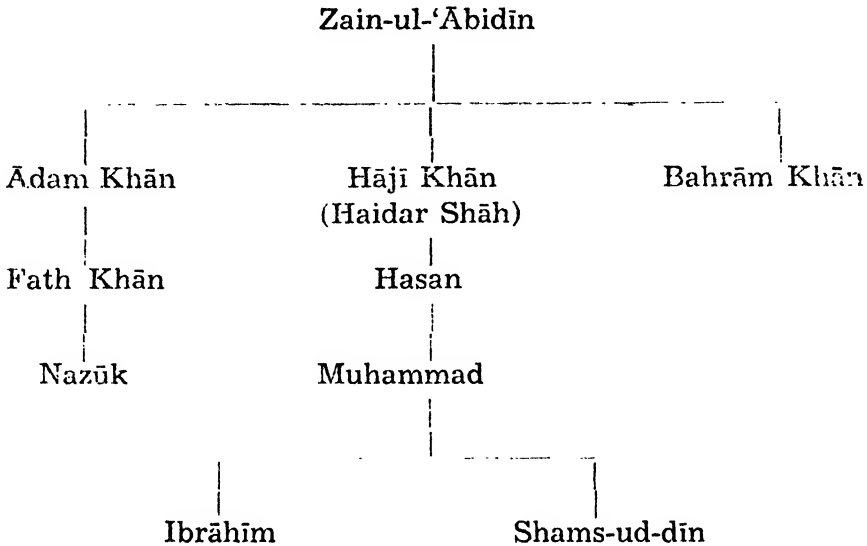 Zain-ul-‘Ābidīn
Ādam Khān Hājī Khān Bahrām Khān
(Haidar Shāh)
Fath Khān Hasan
Nazūk Muhammad
Ibrāhīm Shams-ud-dīn